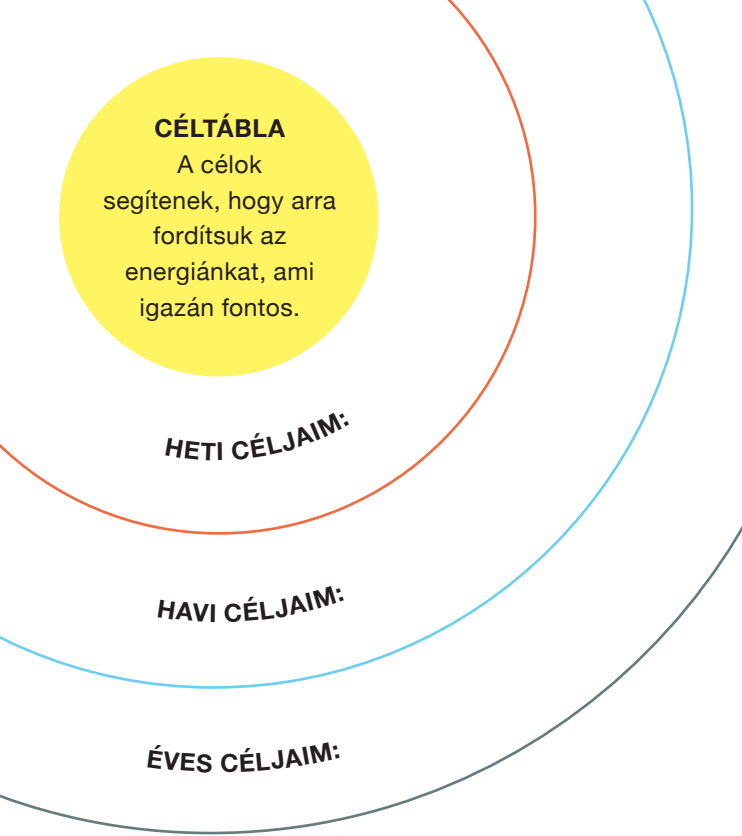 CÉLTÁBLA
A célok
segítenek, hogy arra
fordítsuk az
energiánkat, ami
igazán fontos.
HETI CÉLJAIM:
HAVI CÉLJAIM:
ÉVES CÉLJAIM: